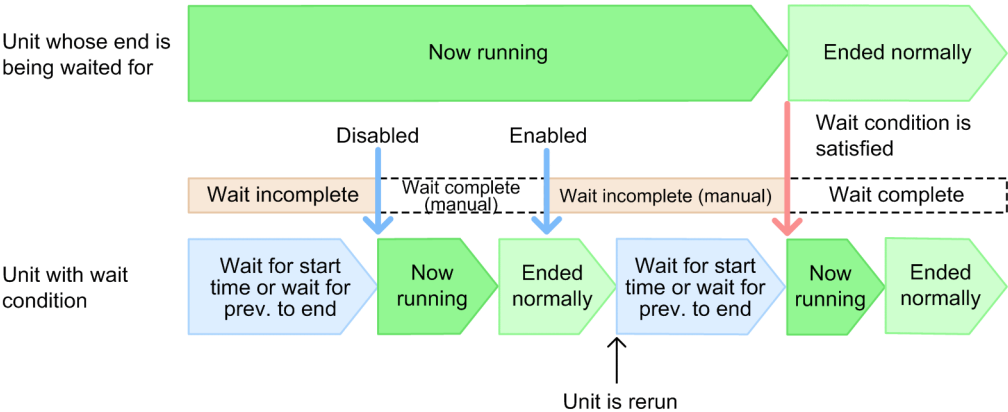 Unit whose end is
being waited for
Now running
Ended normally
Disabled
Enabled
Wait condition is
satisfied
Wait incomplete
Wait complete
(manual)
Wait incomplete (manual)
Wait complete
Unit with wait
condition
Wait for start
time or wait for
prev. to end
Now
running
Ended
normally
Wait for start
time or wait for
prev. to end
Now
running
Ended
normally
Unit is rerun